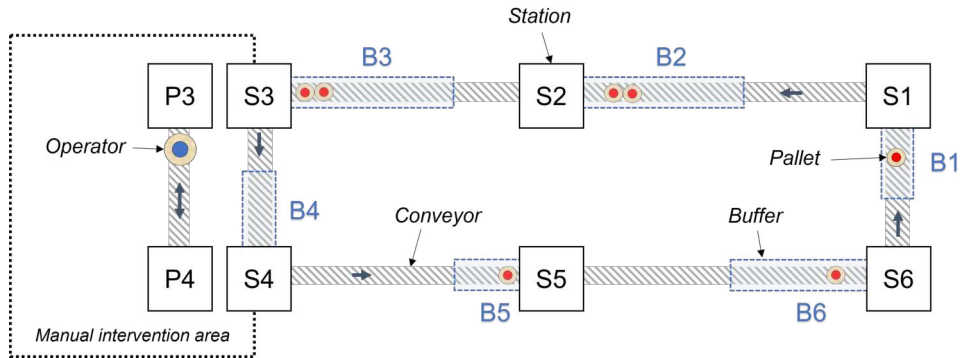 Station
B3
B2
P3
S3
S2
S1
Operator
Pallet
B1
B4
Conveyor
Buffer
P4
S4
S5
S6
B5
B6
Manual intervention area